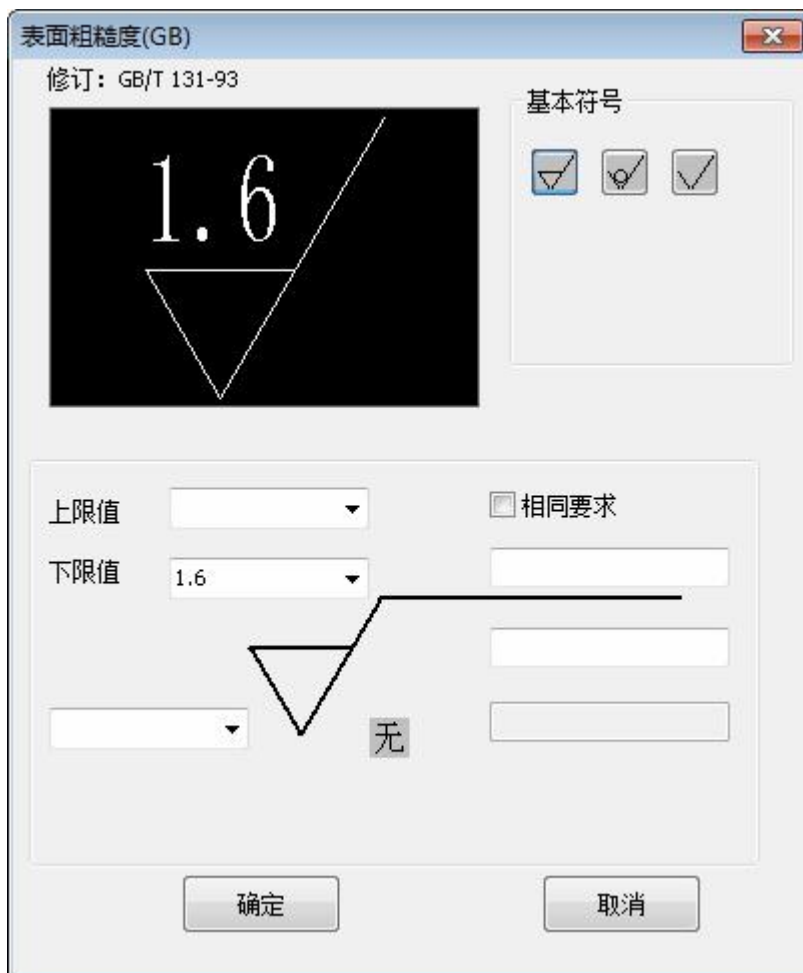 表面粗糙度(GB)
修订：GB/T 131-93
基本符号
1.6
上限值
相同要求
下限值
1.6
无
确定
取消